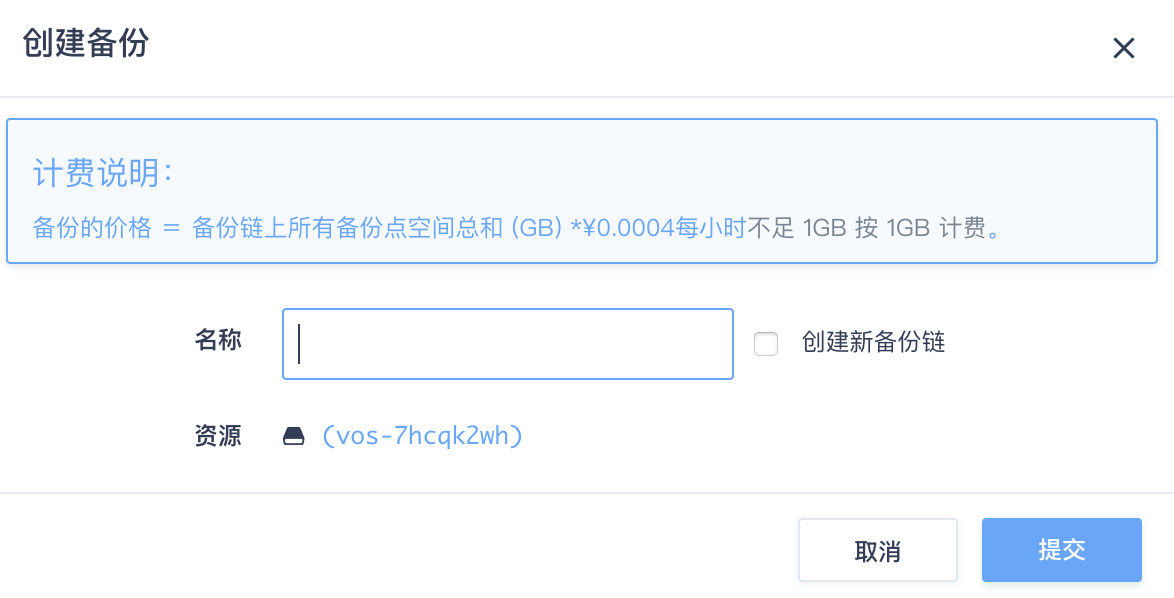 创建备份
计费说明：
备份的价格 = 备份链上所有备份点空间总和 (GB) *¥0.0004每小时不足 1GB 按 1GB 计费。
名称
创建新备份链
资源 (vos-7hcqk2wh)
取消 提交